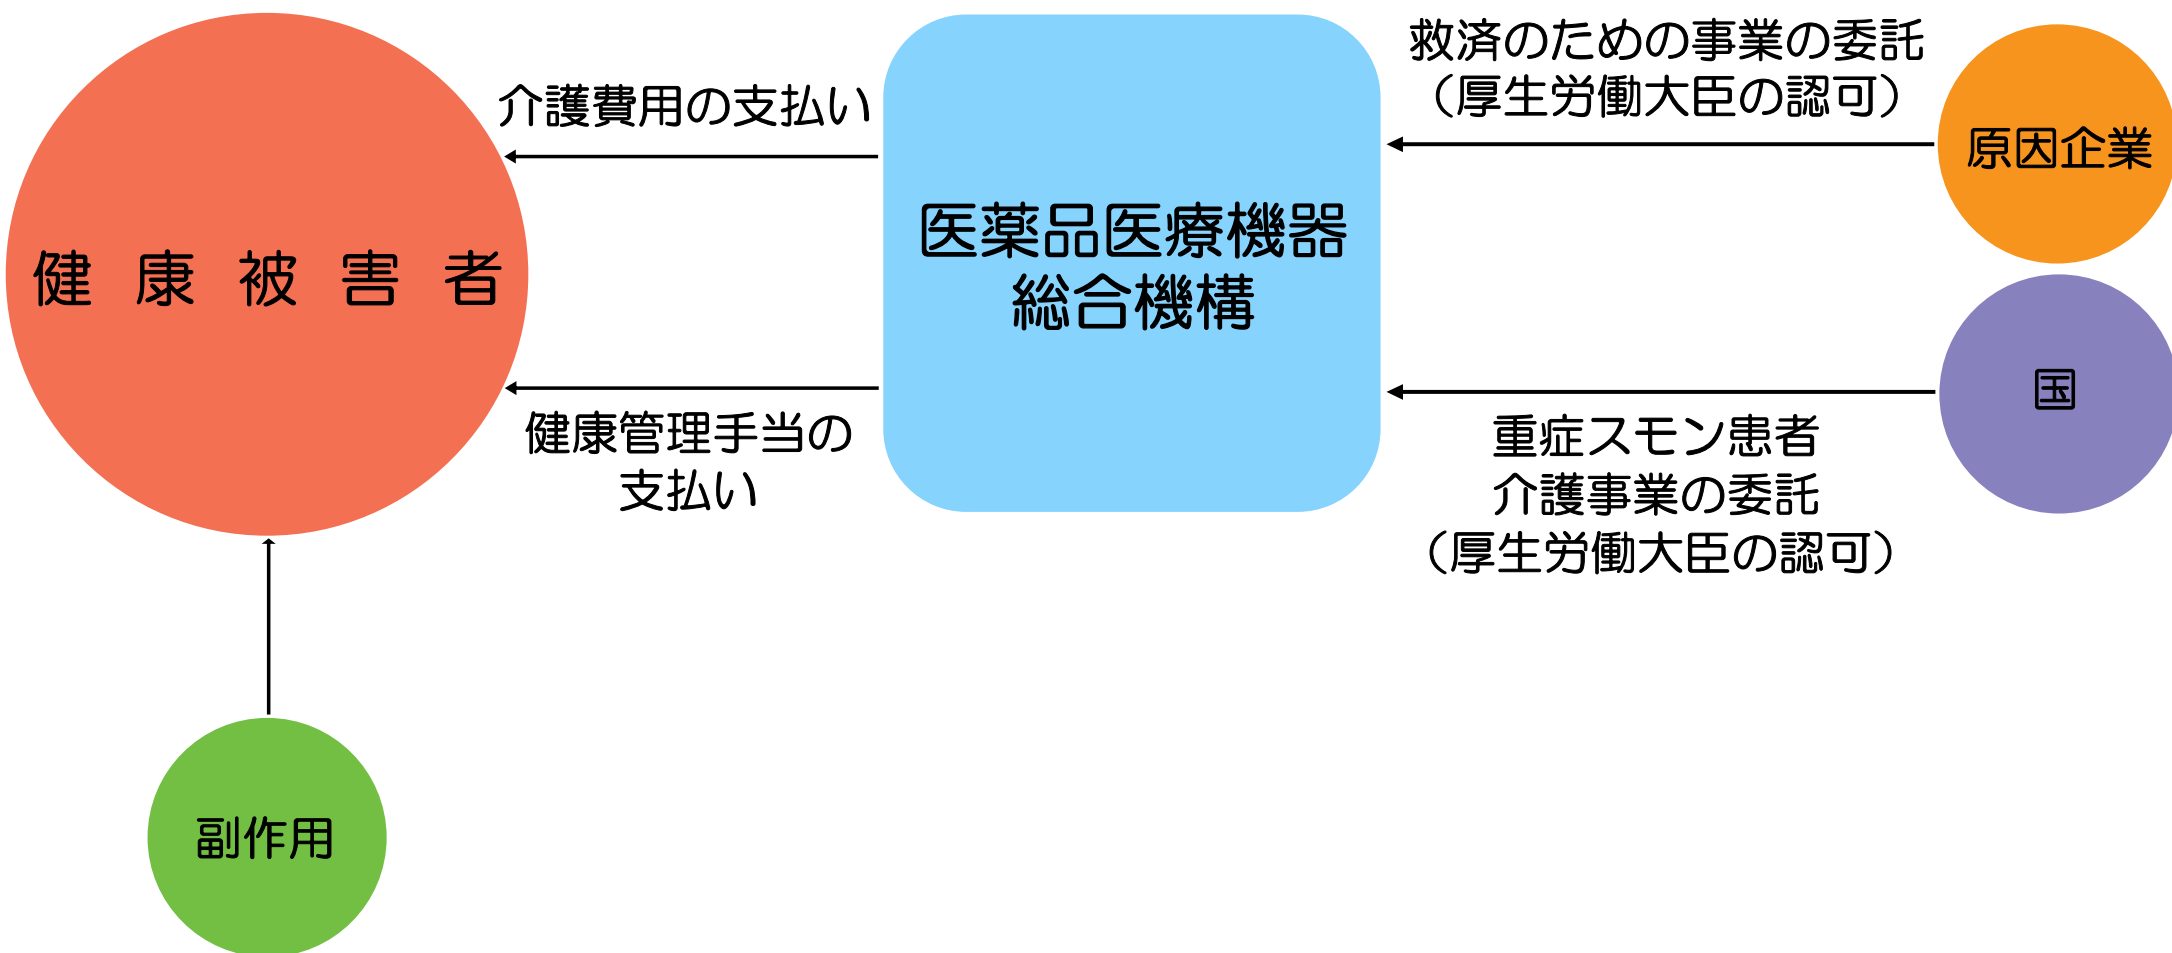 救済のための事業の委託
（厚生労働大臣の認可）
介護費用の支払い
原因企業
医薬品医療機器
総合機構
健康被害者
国
健康管理手当の
支払い
重症スモン患者
介護事業の委託
（厚生労働大臣の認可）
副作用